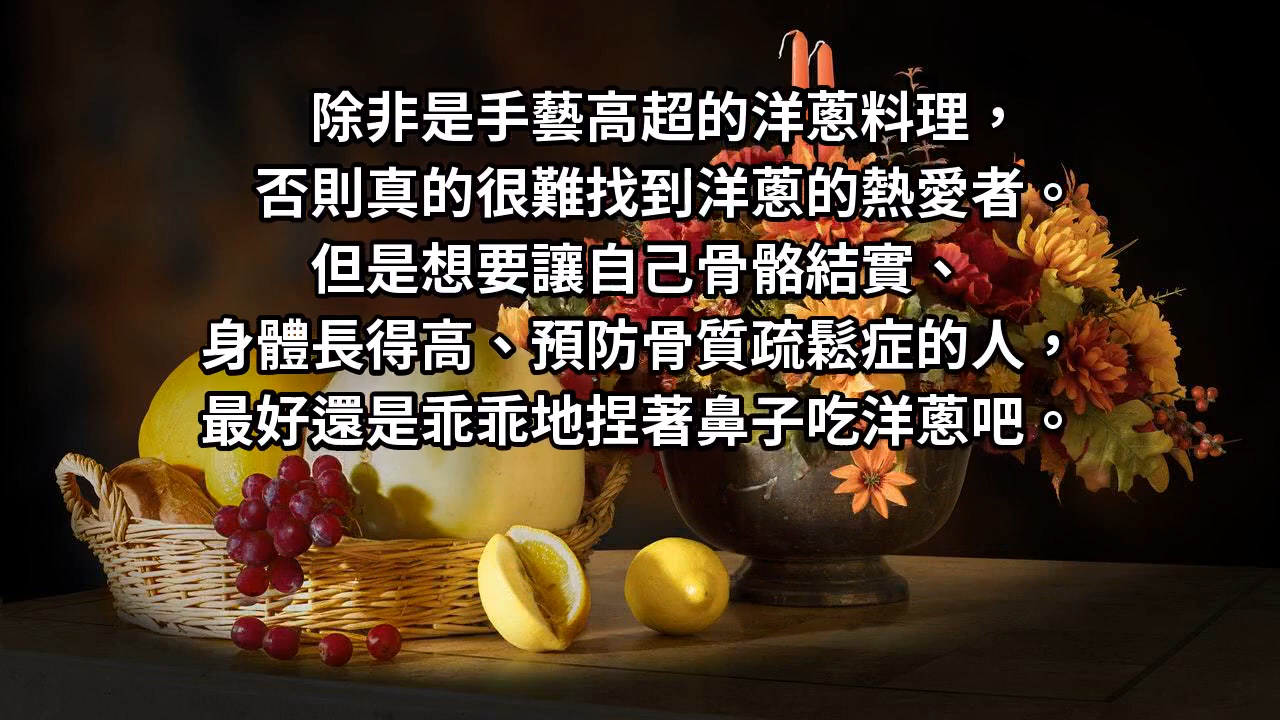 除非是手藝高超的洋蔥料理，
否則真的很難找到洋蔥的熱愛者。
但是想要讓自己骨骼結實、
身體長得高、預防骨質疏鬆症的人，
最好還是乖乖地捏著鼻子吃洋蔥吧。